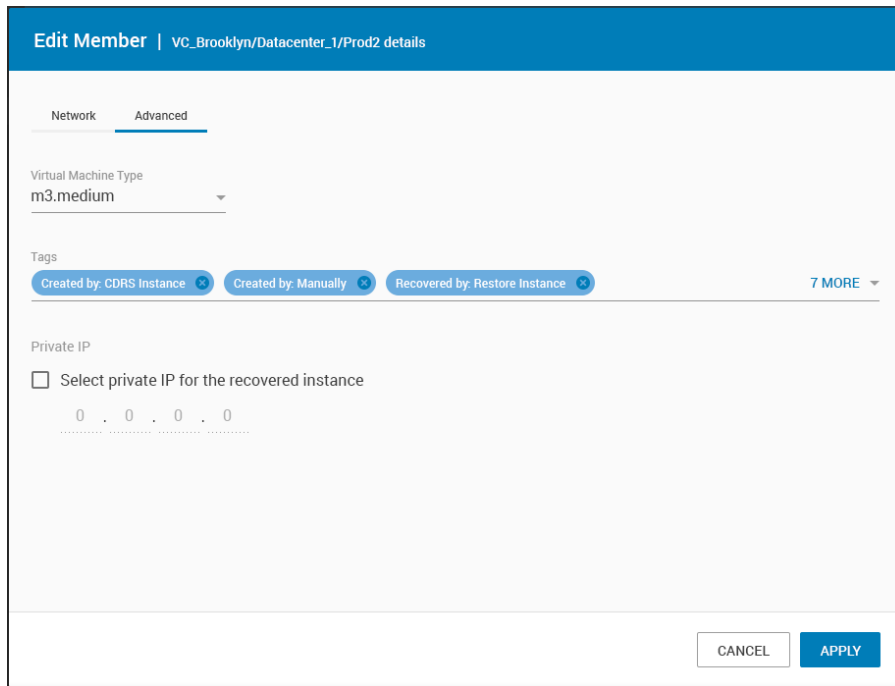 Edit Member | VC_Brooklyn/Datacenter_1/Prod2 details
Network Advanced
Virtual Machine Type
m3.medium
Tags
Created by: CDRS Instance Created by: Manually Recovered by: Restore Instance 7 MORE
Private IP
Select private IP for the recovered instance
0 . 0 . 0 . 0
CANCEL APPLY